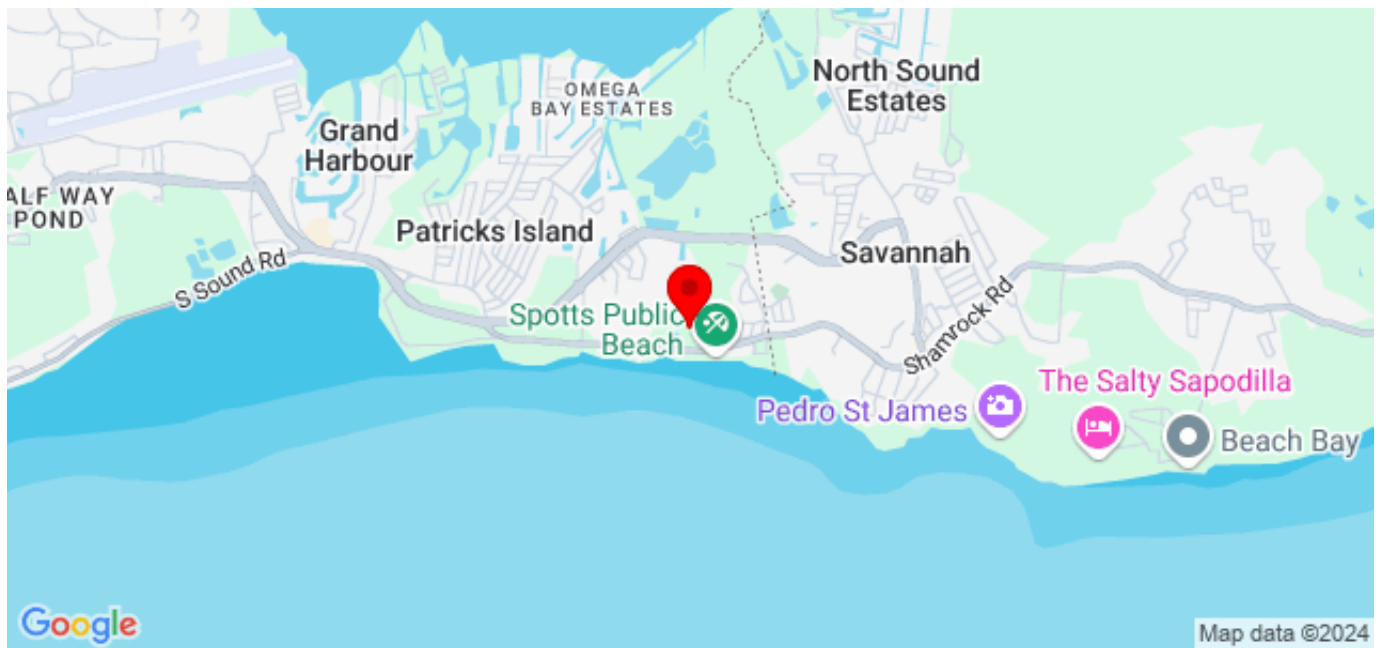 North Sound
Estates
OMEGA
BAY ESTATES
Grand
Harbour
ALF WAY
POND
Patricks Island
Savannah
S Sound Rd
Spotts Public
Beach
Shamrock Rd
The Salty Sapodilla
Pedro St James
Beach Bay
Google
Map data ©2024